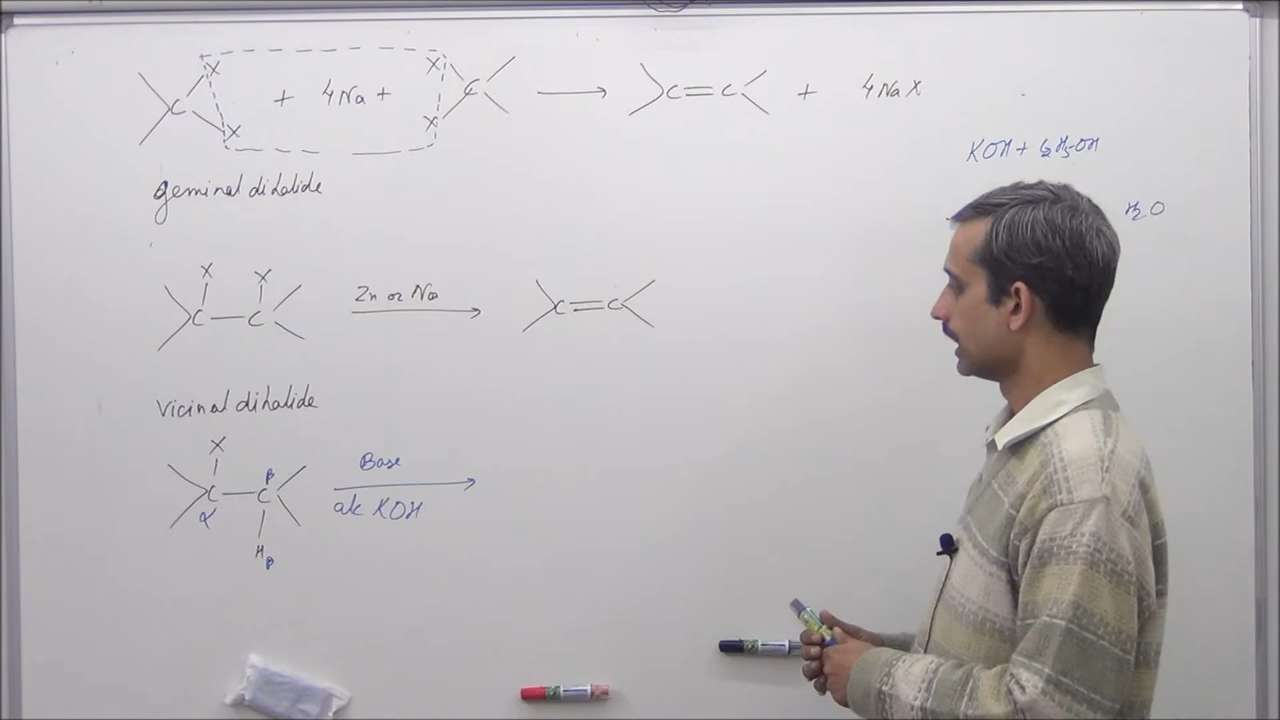 X X
C + 4Na + C → C=C + 4NaX
X X
KOH + C2H5-OH
geminal dihalide
H2O
X X
C — C Zn or Na → C=C
vicinal dihalide
X
C — C β Base →
α alc KOH
Hβ